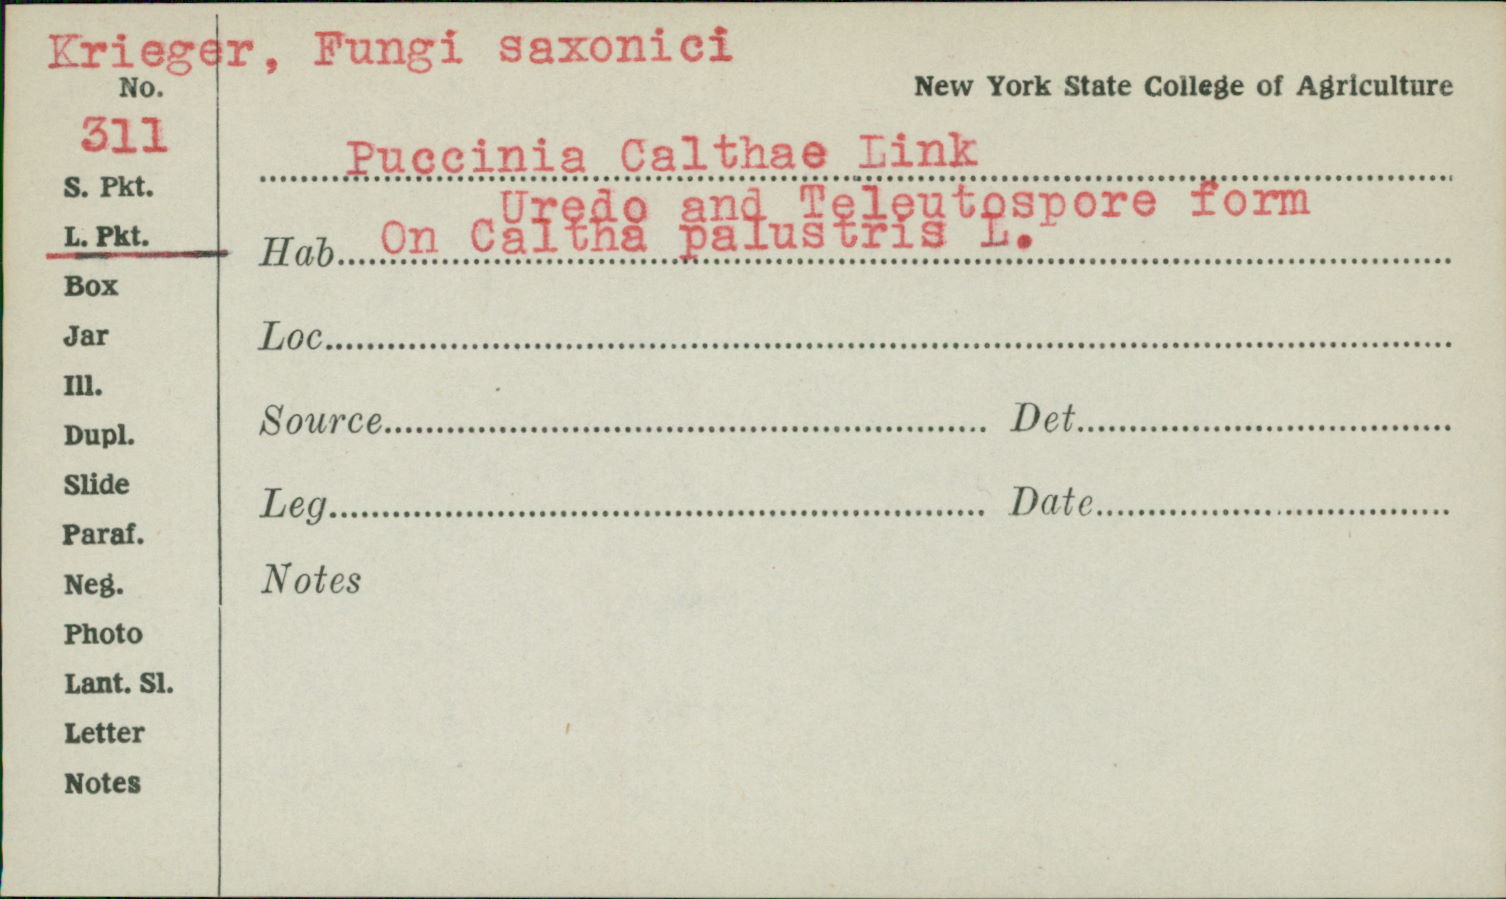 Krieger, Fungi saxonici
No.
New York State College of Agriculture
311
Puccinia Calthae Link
S. Pkt.
Uredo and Teleutospore form
L. Pkt.
Hab. On Caltha palustris L.
Box
Jar
Loc.
Ill.
Dupl.
Source Det.
Slide
Leg. Date
Paraf.
Neg.
Notes
Photo
Lant. Sl.
Letter
Notes